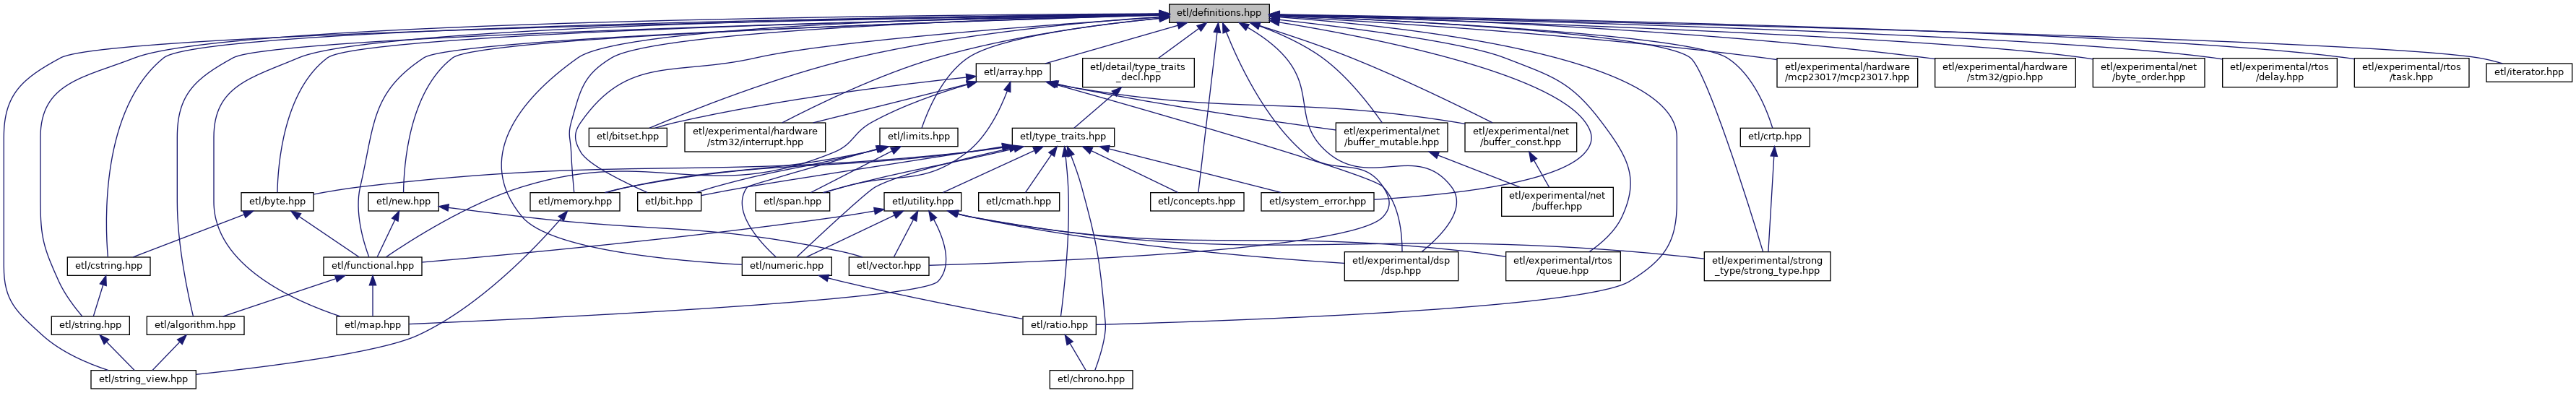 etl/definitions.hpp
etl/array.hpp
etl/detail/type_traits
_decl.hpp
etl/experimental/hardware
/mcp23017/mcp23017.hpp
etl/experimental/hardware
/stm32/gpio.hpp
etl/experimental/net
/byte_order.hpp
etl/experimental/rtos
/delay.hpp
etl/experimental/rtos
/task.hpp
etl/iterator.hpp
etl/bitset.hpp
etl/experimental/hardware
/stm32/interrupt.hpp
etl/limits.hpp
etl/type_traits.hpp
etl/experimental/net
/buffer_mutable.hpp
etl/experimental/net
/buffer_const.hpp
etl/crtp.hpp
etl/byte.hpp
etl/new.hpp
etl/memory.hpp
etl/bit.hpp
etl/span.hpp
etl/utility.hpp
etl/cmath.hpp
etl/concepts.hpp
etl/system_error.hpp
etl/experimental/net
/buffer.hpp
etl/cstring.hpp
etl/functional.hpp
etl/numeric.hpp
etl/vector.hpp
etl/experimental/dsp
/dsp.hpp
etl/experimental/rtos
/queue.hpp
etl/experimental/strong
_type/strong_type.hpp
etl/string.hpp
etl/algorithm.hpp
etl/map.hpp
etl/ratio.hpp
etl/string_view.hpp
etl/chrono.hpp